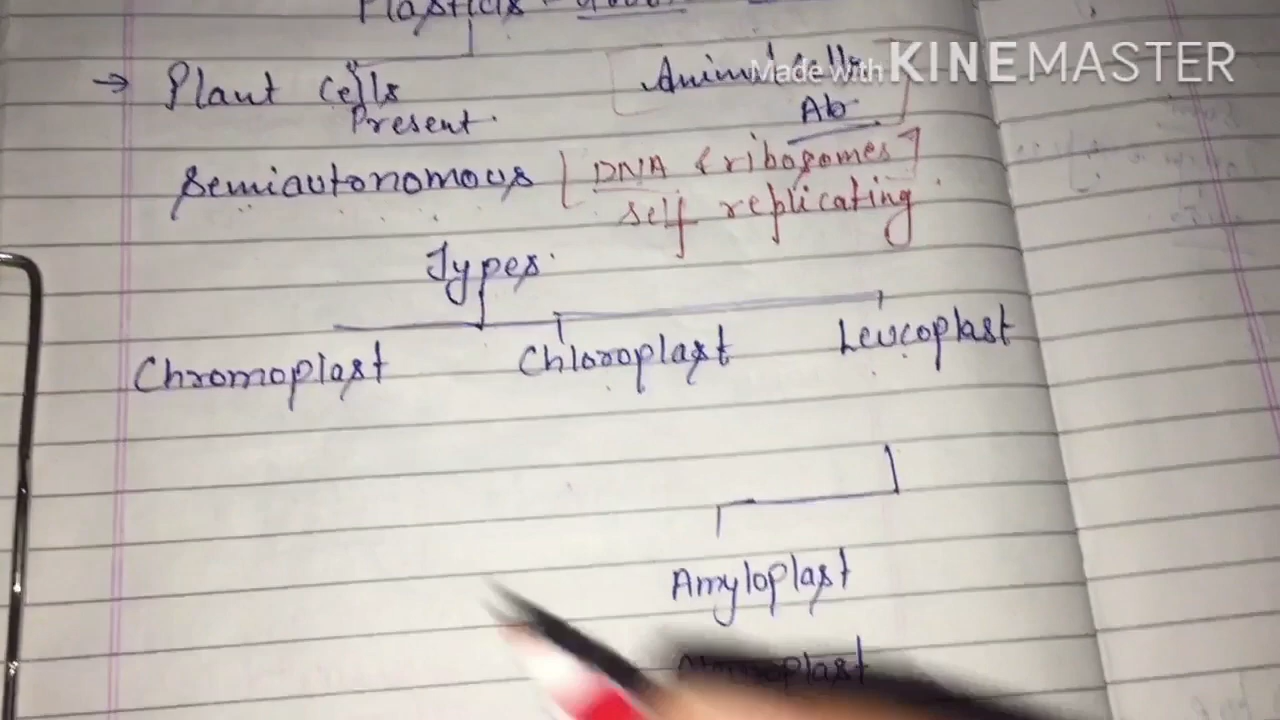 Plastids
→ Plant cells Animal cells
Present. Ab
Made with KINEMASTER
semiautonomous [DNA & ribosomes]
self replicating
Types
Chromoplast Chloroplast Leucoplast
Amyloplast